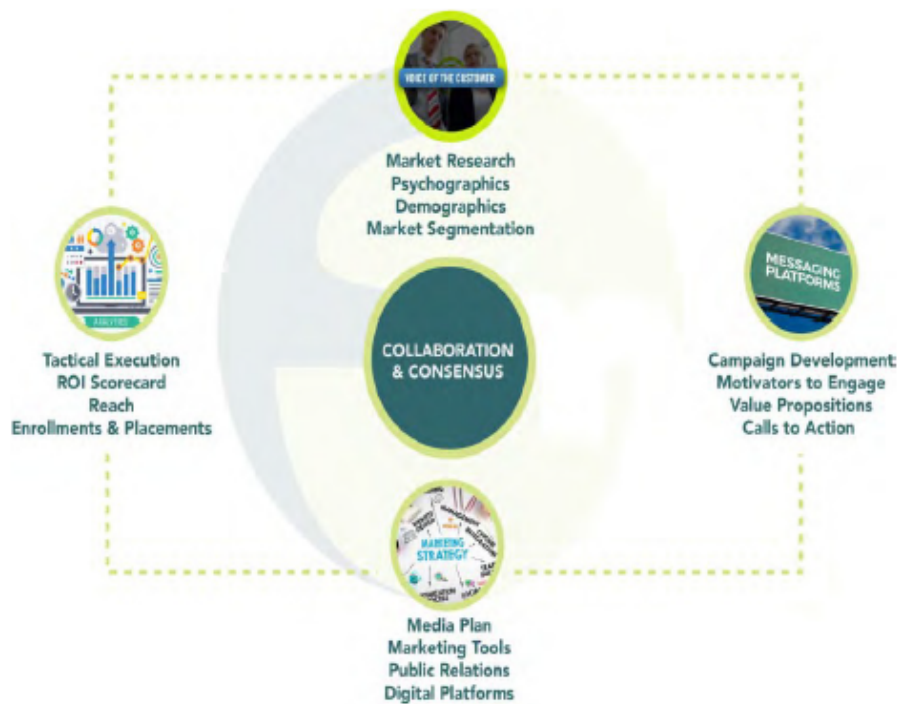 VOICE OF THE CUSTOMER
Market Research
Psychographics
Demographics
Market Segmentation
ANALYTICS
Tactical Execution
ROI Scorecard
Reach
Enrollments & Placements
COLLABORATION
& CONSENSUS
MESSAGING
PLATFORMS
Campaign Development:
Motivators to Engage
Value Propositions
Calls to Action
MARKETING
STRATEGY
Media Plan
Marketing Tools
Public Relations
Digital Platforms